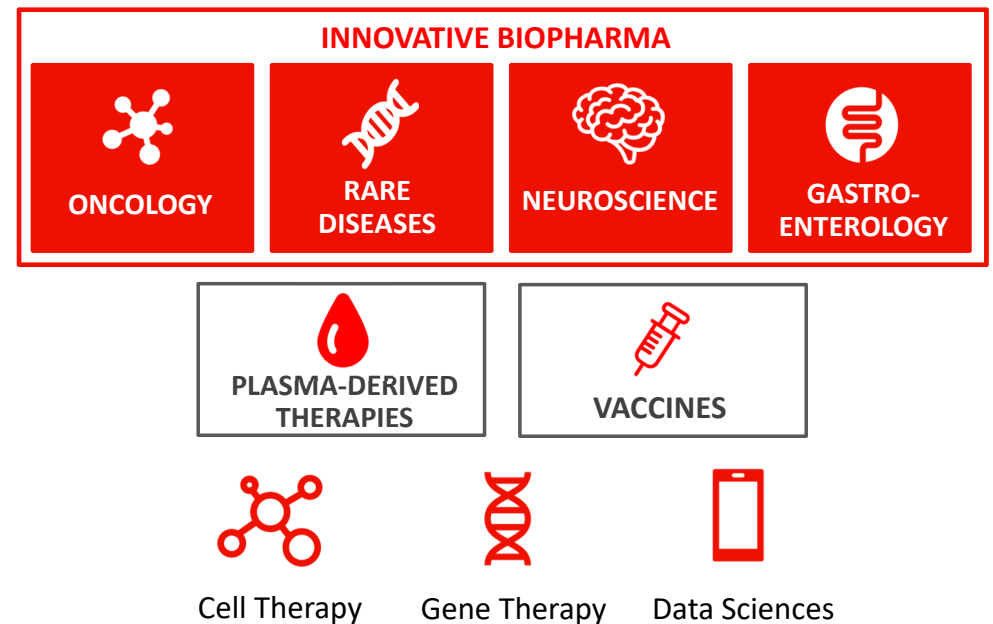 INNOVATIVE BIOPHARMA
ONCOLOGY
RARE
DISEASES
NEUROSCIENCE
GASTRO-
ENTEROLOGY
PLASMA-DERIVED
THERAPIES
VACCINES
Cell Therapy
Gene Therapy
Data Sciences